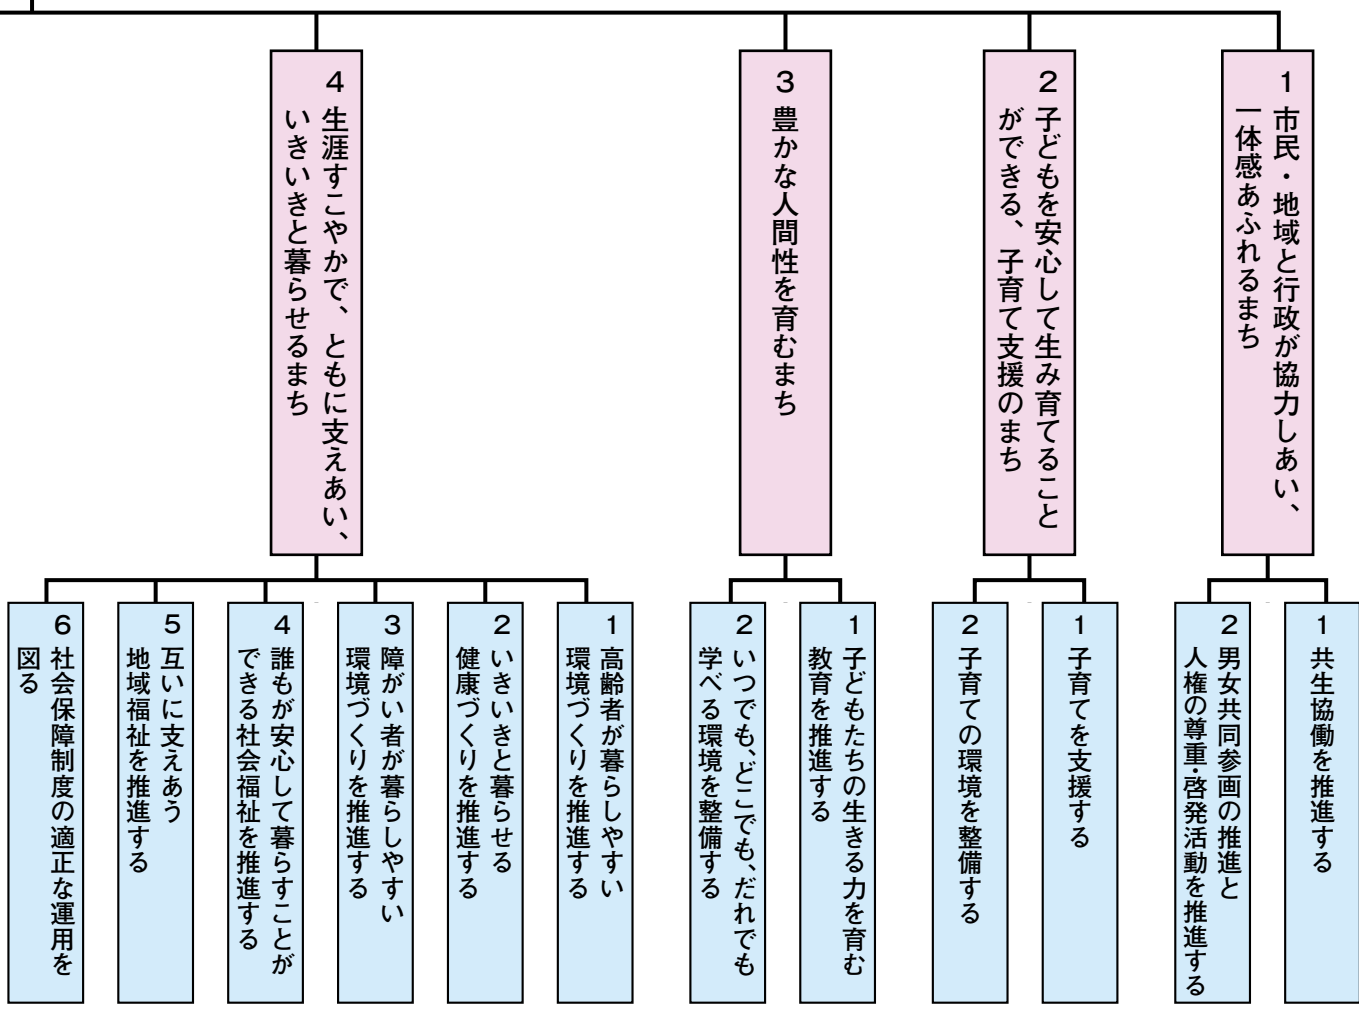 1 市民・地域と行政が協力しあい、
一体感あふれるまち
1 共生協働を推進する
2 男女共同参画の推進と
人権の尊重・啓発活動を推進する
2 子どもを安心して生み育てること
ができる、子育て支援のまち
1 子育てを支援する
2 子育ての環境を整備する
3 豊かな人間性を育むまち
1 子どもたちの生きる力を育む
教育を推進する
2 いつでも、どこでも、だれでも
学べる環境を整備する
4 生涯すこやかで、ともに支えあい、
いきいきと暮らせるまち
1 高齢者が暮らしやすい
環境づくりを推進する
2 いきいきと暮らせる
健康づくりを推進する
3 障がい者が暮らしやすい
環境づくりを推進する
4 誰もが安心して暮らすことが
できる社会福祉を推進する
5 互いに支えあう
地域福祉を推進する
6 社会保障制度の適正な運用を
図る